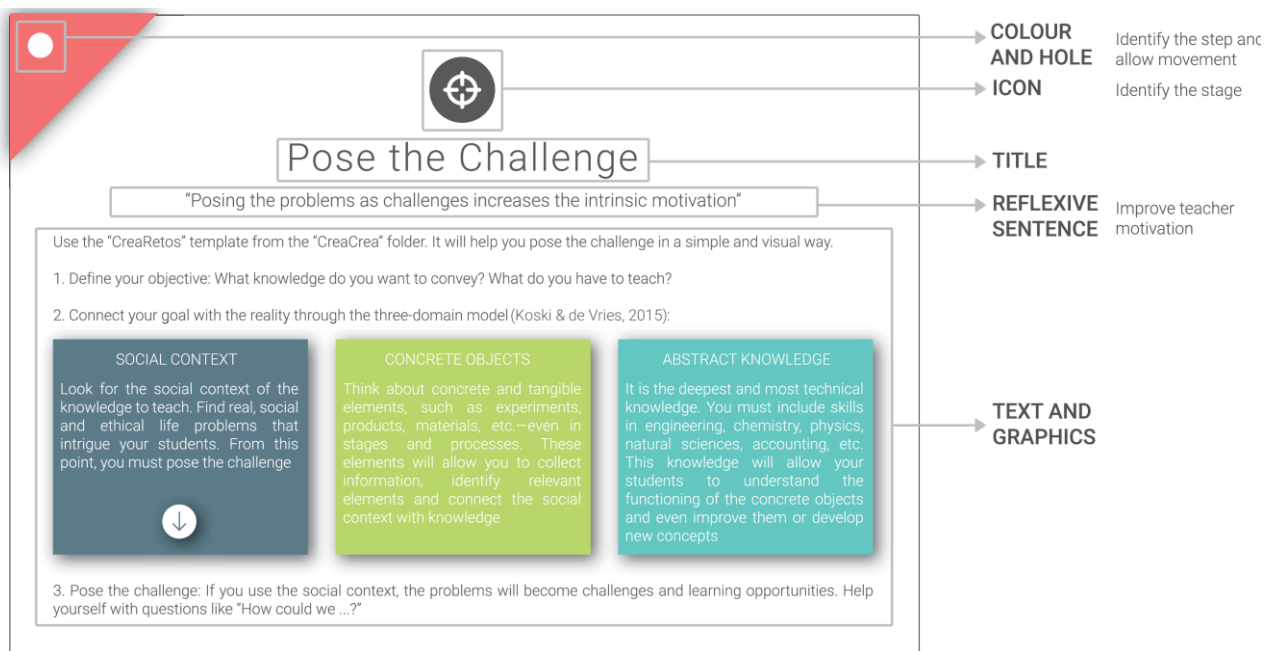 COLOUR
AND HOLE
Identify the step and
allow movement
ICON
Identify the stage
Pose the Challenge
TITLE
“Posing the problems as challenges increases the intrinsic motivation”
REFLEXIVE
SENTENCE
Improve teacher
motivation
Use the “CreaRetos” template from the “CreaCrea” folder. It will help you pose the challenge in a simple and visual way.
1. Define your objective: What knowledge do you want to convey? What do you have to teach?
2. Connect your goal with the reality through the three-domain model (Koski & de Vries, 2015):
SOCIAL CONTEXT
Look for the social context of the
knowledge to teach. Find real, social
and ethical life problems that
intrigue your students. From this
point, you must pose the challenge
CONCRETE OBJECTS
Think about concrete and tangible
elements, such as experiments,
products, materials, etc.—even in
stages and processes. These
elements will allow you to collect
information, identify relevant
elements and connect the social
context with knowledge
ABSTRACT KNOWLEDGE
It is the deepest and most technical
knowledge. You must include skills
in engineering, chemistry, physics,
natural sciences, accounting, etc.
This knowledge will allow your
students to understand the
functioning of the concrete objects
and even improve them or develop
new concepts
TEXT AND
GRAPHICS
3. Pose the challenge: If you use the social context, the problems will become challenges and learning opportunities. Help
yourself with questions like “How could we ...?”